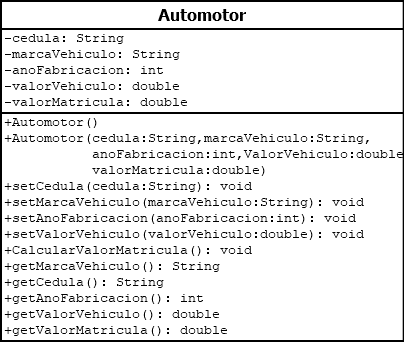 Automotor
-cedula: String
-marcaVehiculo: String
-anoFabricacion: int
-valorVehiculo: double
-valorMatricula: double
+Automotor()
+Automotor(cedula:String,marcaVehiculo:String,
anoFabricacion:int,ValorVehiculo:double
valorMatricula:double)
+setCedula(cedula:String): void
+setMarcaVehiculo(marcaVehiculo:String): void
+setAnoFabricacion(anoFabricacion:int): void
+setValorVehiculo(valorVehiculo:double): void
+CalcularValorMatricula(): void
+getMarcaVehiculo(): String
+getCedula(): String
+getAnoFabricacion(): int
+getValorVehiculo(): double
+getValorMatricula(): double